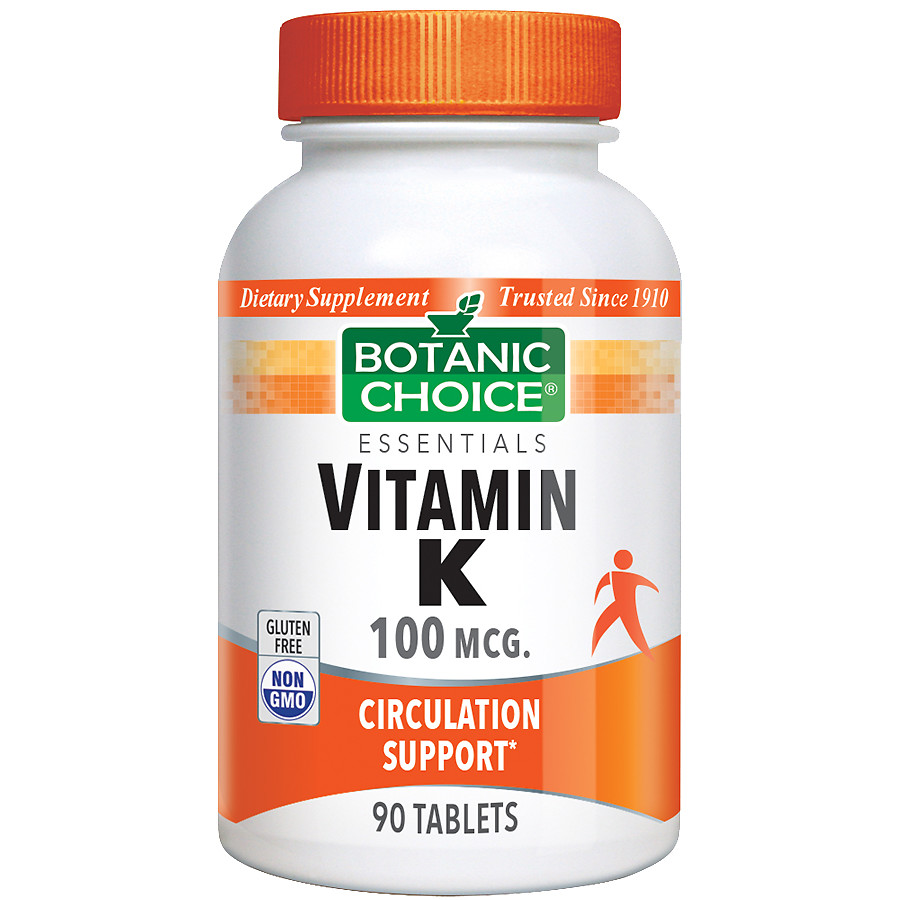 Dietary Supplement
Trusted Since 1910
BOTANIC
CHOICE®
ESSENTIALS
VITAMIN
K
100 MCG.
GLUTEN
FREE
NON
GMO
CIRCULATION
SUPPORT*
90 TABLETS